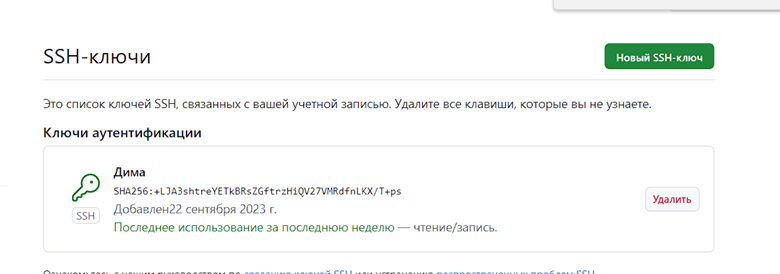 SSH-ключи
Новый SSH-ключ
Это список ключей SSH, связанных с вашей учетной записью. Удалите все клавиши, которые вы не узнаете.
Ключи аутентификации
Дима
SHA256:+LJA3shtreYETkBRsZGftrzHiQV27VMRdfnLKX/T+ps
SSH
Добавлен22 сентября 2023 г.
Удалить
Последнее использование за последнюю неделю — чтение/запись.
Ознакомьтесь с нашим руководством по созданию ключей SSH или устранению распространенных проблем SSH.